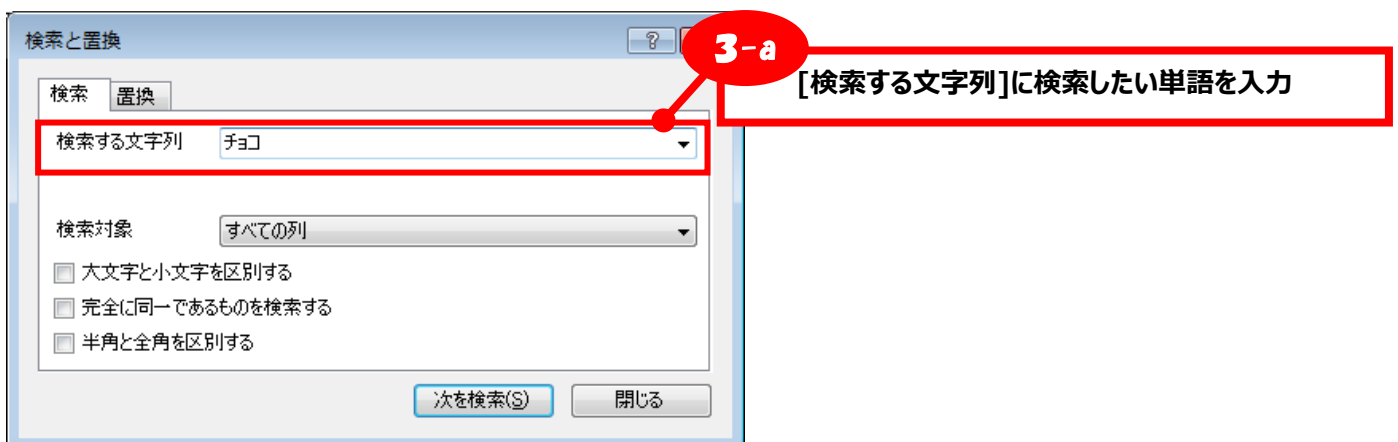 検索と置換
?
3-a
[検索する文字列]に検索したい単語を入力
検索 置換
検索する文字列 チョコ
検索対象 すべての列
大文字と小文字を区別する
完全に同一であるものを検索する
半角と全角を区別する
次を検索(S) 閉じる